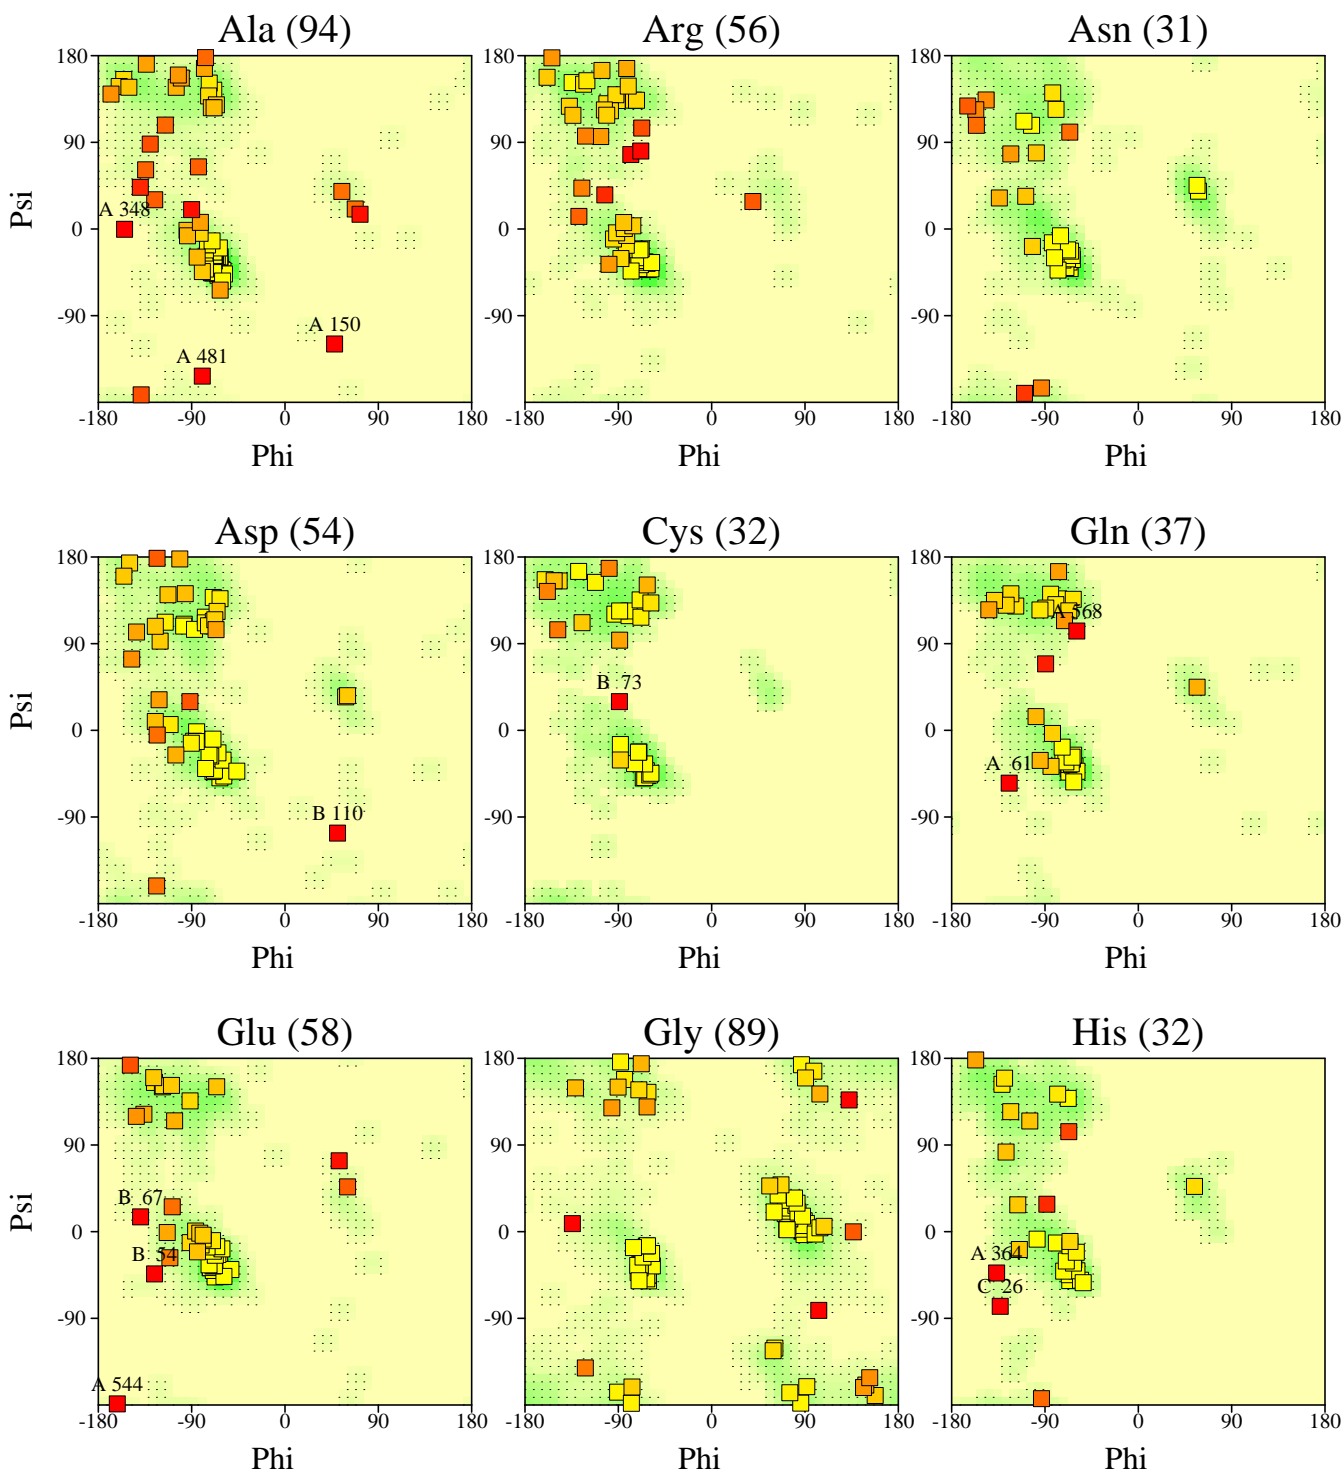 Ala (94) Arg (56) Asn (31)
180 180 180
A 348
90 90 90
Psi 0 0 0
A 150
-90 -90 -90
A 481
-180 -90 0 90 180 -180 -90 0 90 180 -180 -90 0 90 180
Phi Phi Phi
Asp (54) Cys (32) Gln (37)
180 180 180
A 568
90 90 90
B 73
Psi 0 0 0
A 61
-90 -90 -90
B 110
-180 -90 0 90 180 -180 -90 0 90 180 -180 -90 0 90 180
Phi Phi Phi
Glu (58) Gly (89) His (32)
180 180 180
90 90 90
B 67
Psi 0 0 0
B 54 A 364
C 26
-90 -90 -90
A 544
-180 -90 0 90 180 -180 -90 0 90 180 -180 -90 0 90 180
Phi Phi Phi